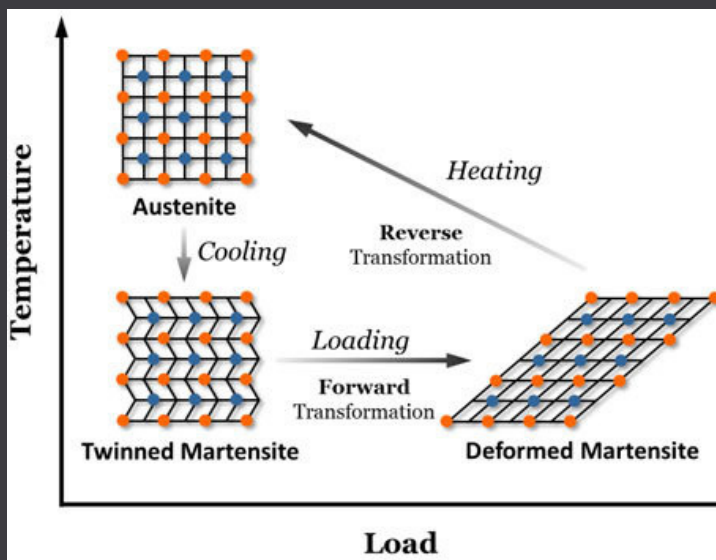 Temperature
Austenite
Cooling
Heating
Reverse
Transformation
Loading
Forward
Transformation
Twinned Martensite
Deformed Martensite
Load